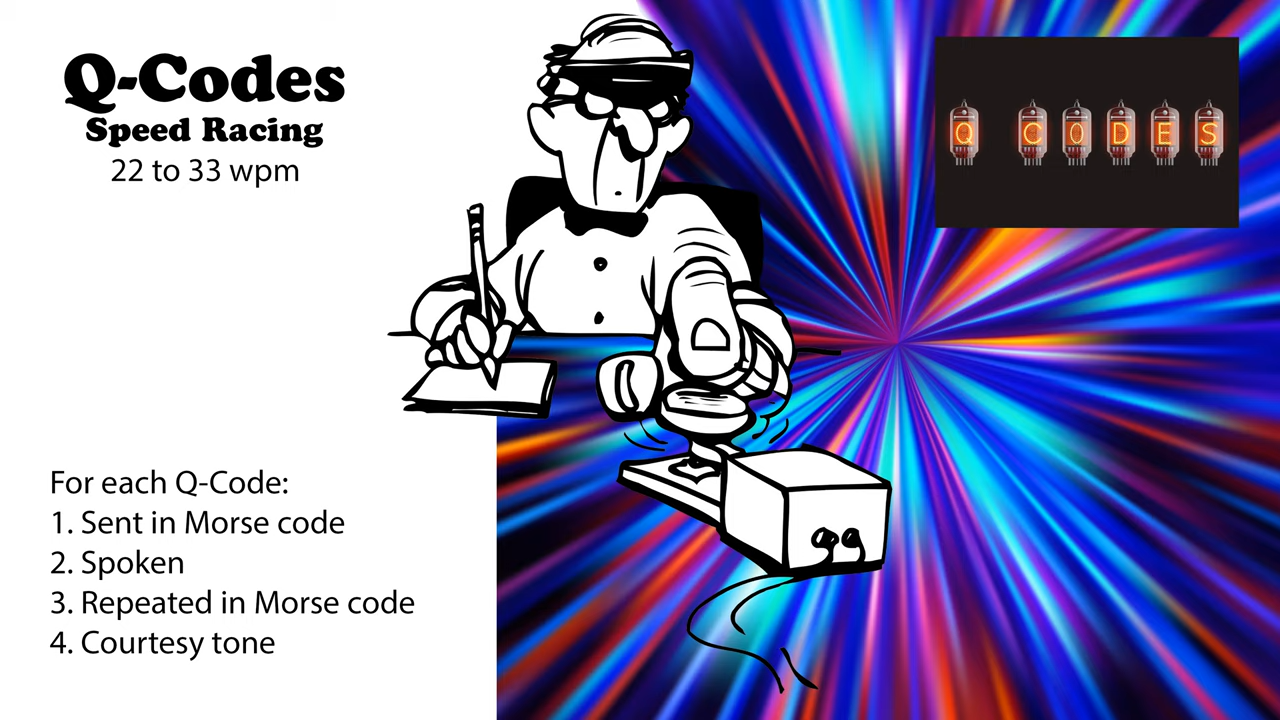 Q-Codes
Speed Racing
22 to 33 wpm
Q CODES
For each Q-Code:
1. Sent in Morse code
2. Spoken
3. Repeated in Morse code
4. Courtesy tone